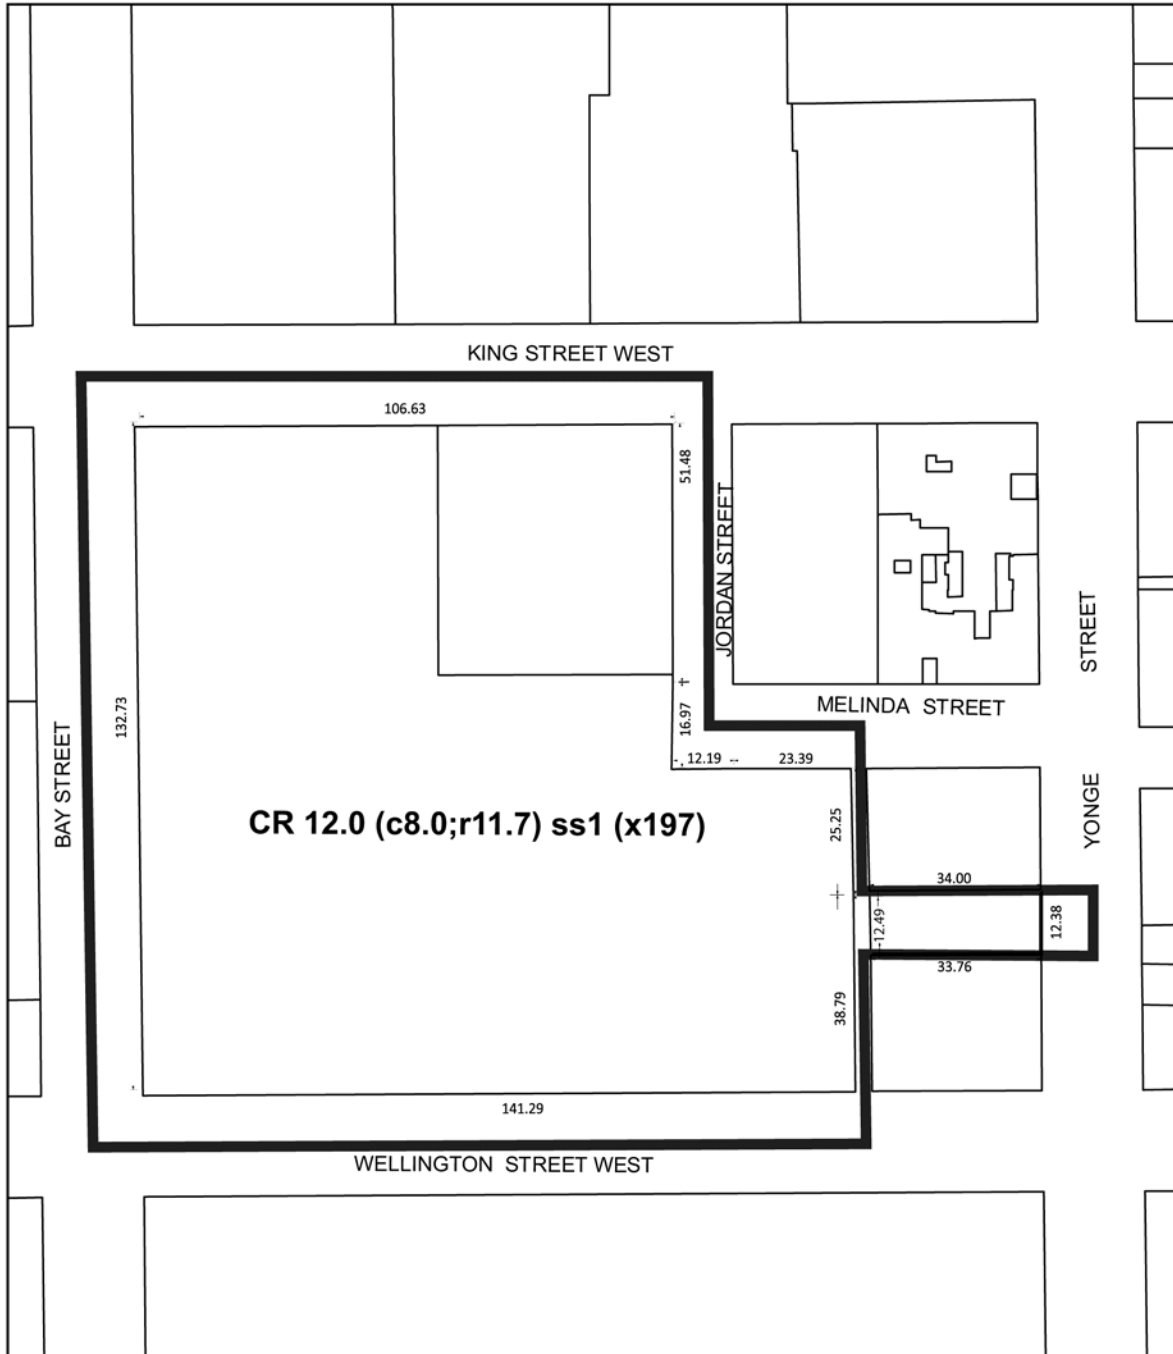 KING STREET WEST
106.63
51.48
JORDAN STREET
STREET
MELINDA STREET
16.97
132.73
12.19
23.39
BAY STREET
CR 12.0 (c8.0;r11.7) ss1 (x197)
25.25
YONGE
34.00
12.49
12.38
33.76
38.79
141.29
WELLINGTON STREET WEST